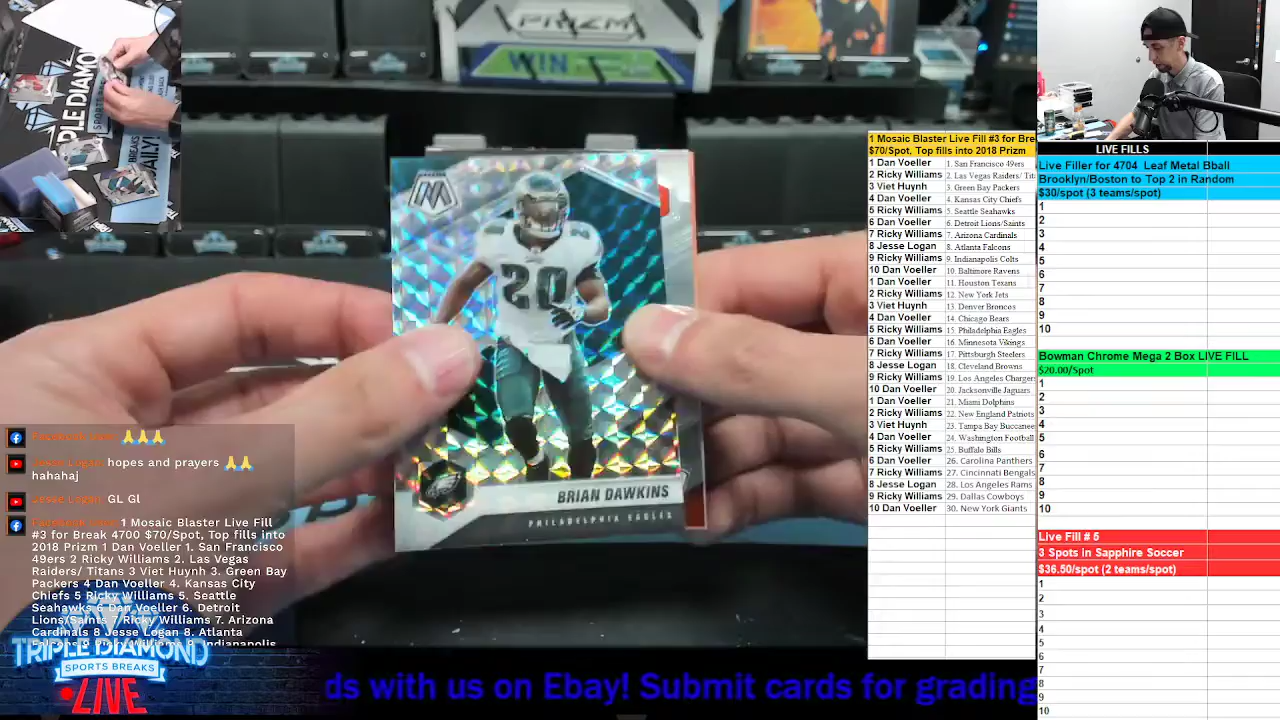 PRIZM
WIN
20
BRIAN DAWKINS
PHILADELPHIA EAGLES
🙏🙏🙏
hopes and prayers 🙏🙏
hahahaj
GL Gl
1 Mosaic Blaster Live Fill
#3 for Break 4700 $70/Spot, Top fills into
2018 Prizm 1 Dan Voeller 1. San Francisco
49ers 2 Ricky Williams 2. Las Vegas
Raiders/ Titans 3 Viet Huynh 3. Green Bay
Packers 4 Dan Voeller 4. Kansas City
Chiefs 5 Ricky Williams 5. Seattle
Seahawks 6 Dan Voeller 6. Detroit
Lions/Saints 7 Ricky Williams 7. Arizona
Cardinals 8 Jesse Logan 8. Atlanta
TRIPLE DIAMOND
SPORTS BREAKS
LIVE
ds with us on Ebay! Submit cards for grading
1 Mosaic Blaster Live Fill #3 for Bre
$70/Spot, Top fills into 2018 Prizm
1 Dan Voeller 1. San Francisco 49ers
2 Ricky Williams 2. Las Vegas Raiders/ Tit
3 Viet Huynh 3. Green Bay Packers
4 Dan Voeller 4. Kansas City Chiefs
5 Ricky Williams 5. Seattle Seahawks
6 Dan Voeller 6. Detroit Lions/Saints
7 Ricky Williams 7. Arizona Cardinals
8 Jesse Logan 8. Atlanta Falcons
9 Ricky Williams 9. Indianapolis Colts
10 Dan Voeller 10. Baltimore Ravens
1 Dan Voeller 11. Houston Texans
2 Ricky Williams 12. New York Jets
3 Viet Huynh 13. Denver Broncos
4 Dan Voeller 14. Chicago Bears
5 Ricky Williams 15. Philadelphia Eagles
6 Dan Voeller 16. Minnesota Vikings
7 Ricky Williams 17. Pittsburgh Steelers
8 Jesse Logan 18. Cleveland Browns
9 Ricky Williams 19. Los Angeles Charger
10 Dan Voeller 20. Jacksonville Jaguars
1 Dan Voeller 21. Miami Dolphins
2 Ricky Williams 22. New England Patriots
3 Viet Huynh 23. Tampa Bay Buccanee
4 Dan Voeller 24. Washington Football
5 Ricky Williams 25. Buffalo Bills
6 Dan Voeller 26. Carolina Panthers
7 Ricky Williams 27. Cincinnati Bengals
8 Jesse Logan 28. Los Angeles Rams
9 Ricky Williams 29. Dallas Cowboys
10 Dan Voeller 30. New York Giants
LIVE FILLS
Live Filler for 4704 Leaf Metal Bball
Brooklyn/Boston to Top 2 in Random
$30/spot (3 teams/spot)
1
2
3
4
5
6
7
8
9
10
Bowman Chrome Mega 2 Box LIVE FILL
$20.00/Spot
1
2
3
4
5
6
7
8
9
10
Live Fill # 5
3 Spots In Sapphire Soccer
$36.50/spot (2 teams/spot)
1
2
3
4
5
6
7
8
9
10